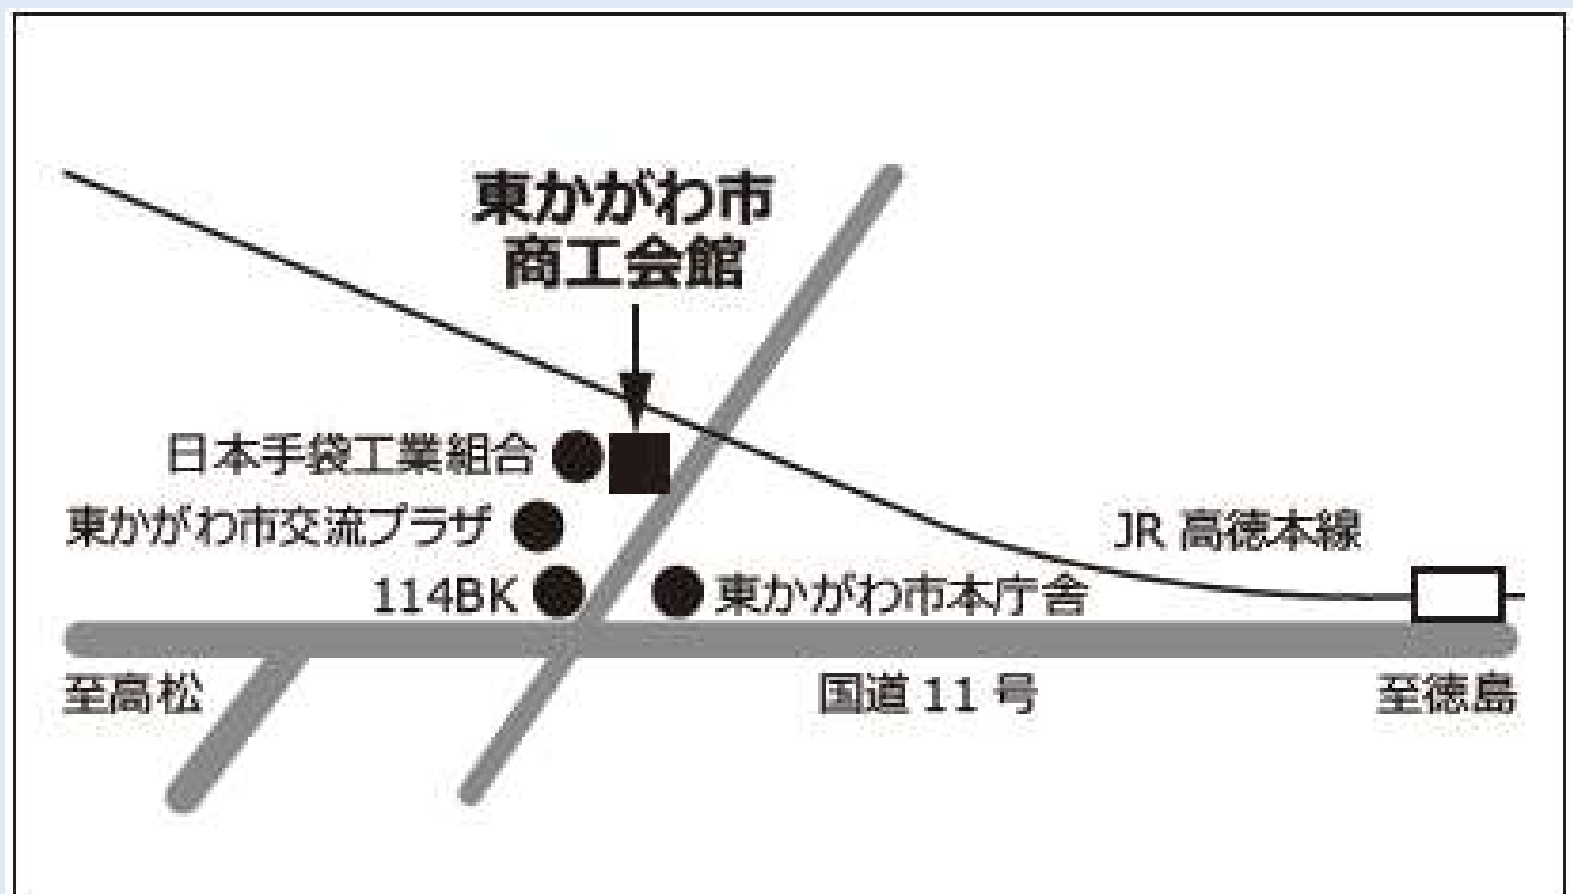 東かがわ市
商工会館
日本手袋工業組合
東かがわ市交流プラザ
JR 高徳本線
114BK
東かがわ市本庁舎
至高松
国道 11 号
至徳島